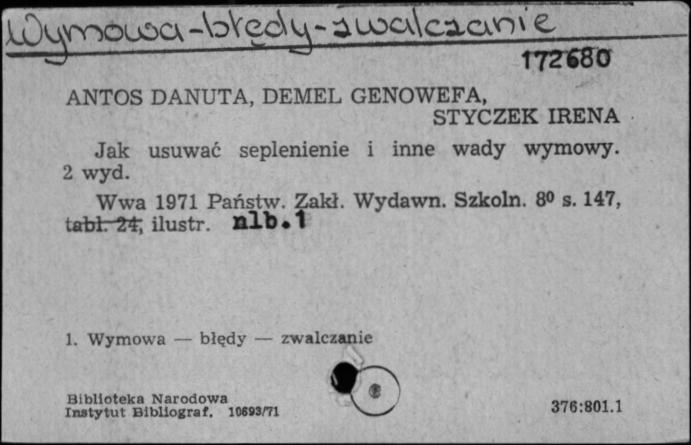 Wymowa-błędy-zwalczanie
172680
ANTOS DANUTA, DEMEL GENOWEFA,
STYCZEK IRENA
Jak usuwać seplenienie i inne wady wymowy.
2 wyd.
Wwa 1971 Państw. Zakł. Wydawn. Szkoln. 8⁰ s. 147,
tabl. 24, ilustr. nlb.1
1. Wymowa — błędy — zwalczanie
Biblioteka Narodowa
Instytut Bibliograf. 10693/71
376:801.1